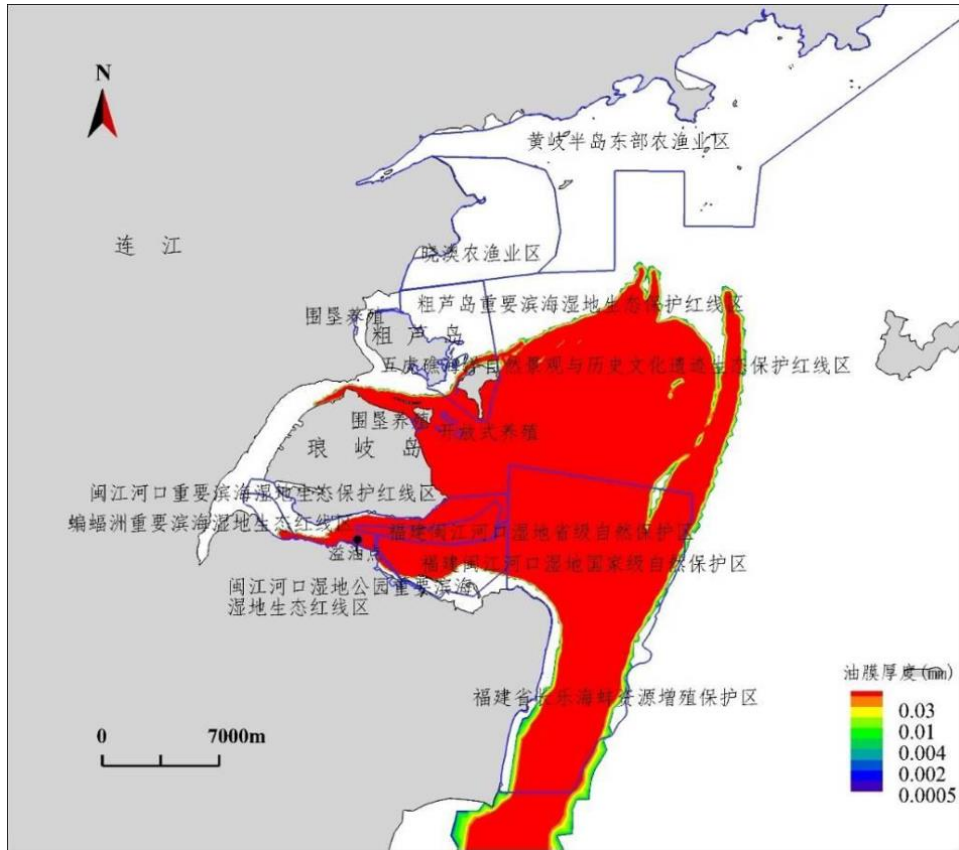 N
黄岐半岛东部农渔业区
连 江
晓澳农渔业区
粗芦岛重要滨海湿地生态保护红线区
围垦养殖
粗 芦 岛
五虎礁海岛自然景观与历史文化遗迹生态保护红线区
围垦养殖
开放式养殖
琅 岐 岛
闽江河口重要滨海湿地生态保护红线区
蝙蝠洲重要滨海湿地生态红线区
福建闽江河口湿地省级自然保护区
溢油点
福建闽江河口湿地国家级自然保护区
闽江河口湿地公园重要滨海
湿地生态红线区
油膜厚度(mm)
福建省长乐海蚌资源增殖保护区
0.03
0.01
0.004
0.002
0.0005
0 7000m